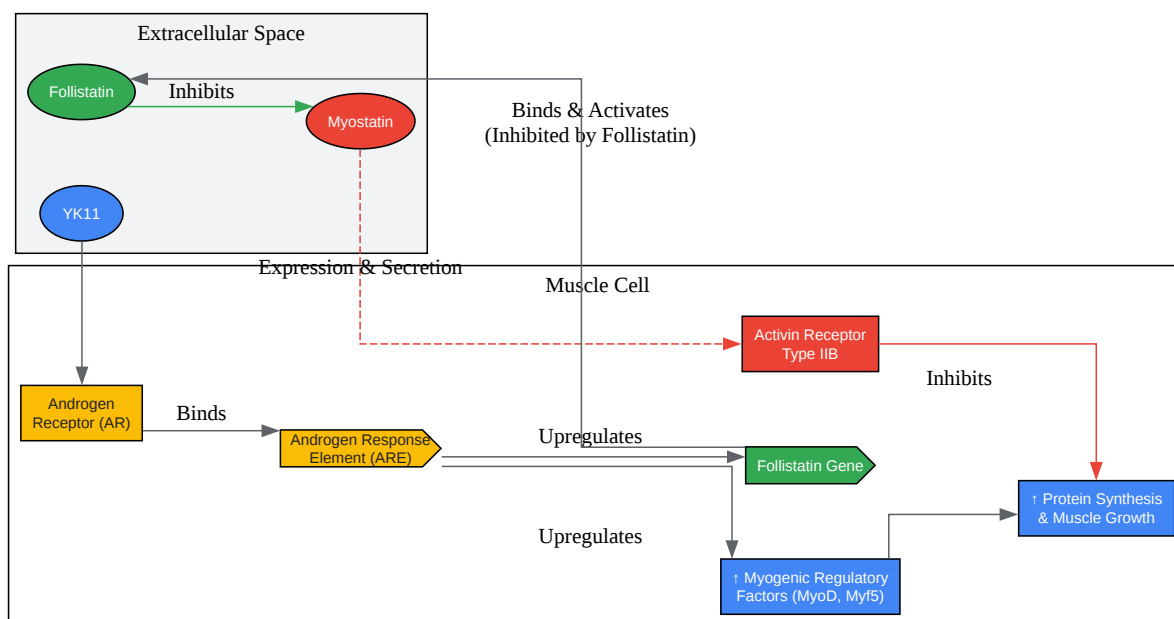 Extracellular Space
Follistatin
Inhibits
Myostatin
Binds & Activates
(Inhibited by Follistatin)
YK11
Expression & Secretion
Muscle Cell
Activin Receptor
Type IIB
Inhibits
Androgen
Receptor (AR)
Binds
Androgen Response
Element (ARE)
Upregulates
Follistatin Gene
↑ Protein Synthesis
& Muscle Growth
Upregulates
↑ Myogenic Regulatory
Factors (MyoD, Myf5)